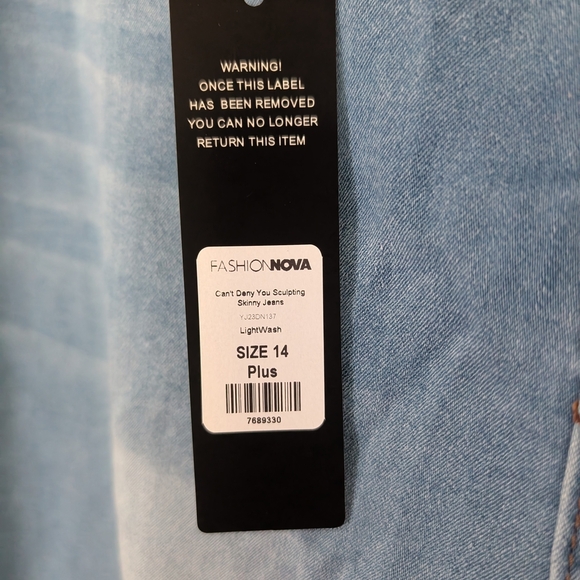 WARNING!
ONCE THIS LABEL
HAS BEEN REMOVED
YOU CAN NO LONGER
RETURN THIS ITEM
FASHIONNOVA
Can't Deny You Sculpting
Skinny Jeans
YJ23DN137
LightWash
SIZE 14
Plus
7689330